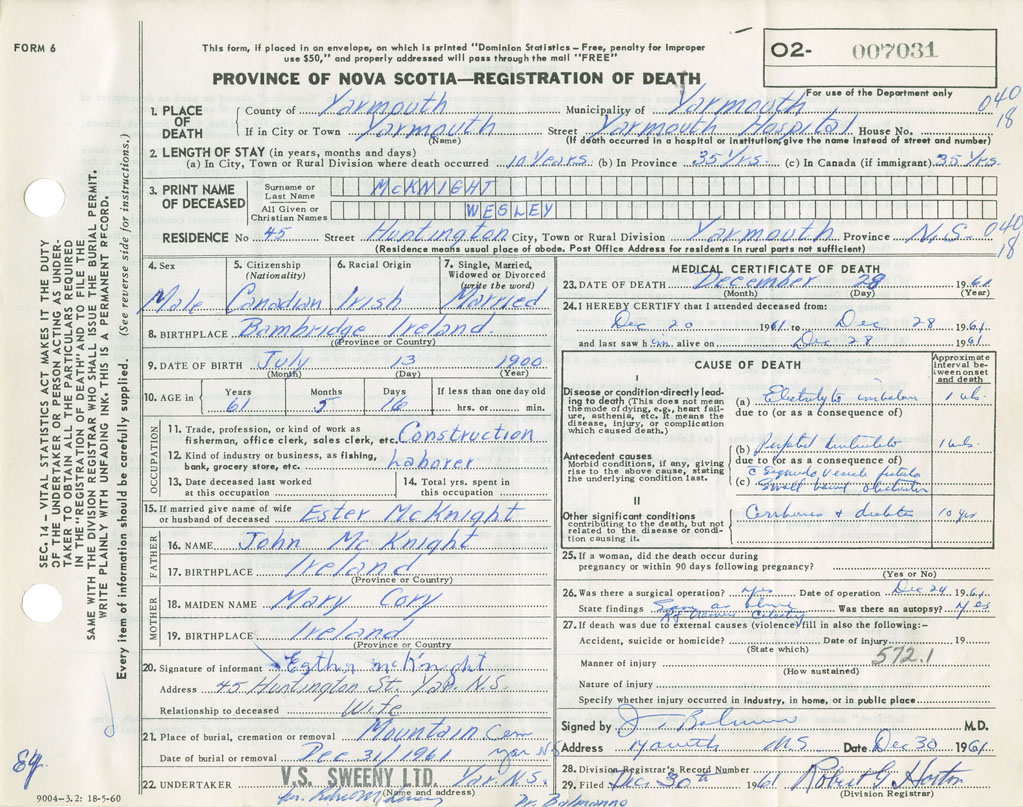 FORM 6
This form, if placed in an envelope, on which is printed "Dominion Statistics – Free, penalty for improper
use $50," and properly addressed will pass through the mail "FREE"
O2- 007031
PROVINCE OF NOVA SCOTIA—REGISTRATION OF DEATH
For use of the Department only
040
18
1. PLACE OF DEATH
County of Yarmouth Municipality of Yarmouth
If in City or Town Yarmouth Street Yarmouth Hospital House No.
(Name) (If death occurred in a hospital or institution, give the name instead of street and number)
2. LENGTH OF STAY (in years, months and days)
(a) In City, Town or Rural Division where death occurred 10 Years (b) In Province 35 Yrs. (c) In Canada (if immigrant) 35 Yrs.
3. PRINT NAME OF DECEASED
Surname or Last Name McKNIGHT
All Given or Christian Names WESLEY
RESIDENCE No 45 Street Huntington City, Town or Rural Division Yarmouth Province N.S. 040
18
(Residence means usual place of abode. Post Office Address for residents in rural parts not sufficient)
4. Sex Male
5. Citizenship (Nationality) Canadian
6. Racial Origin Irish
7. Single, Married, Widowed or Divorced (write the word) Married
8. BIRTHPLACE Bambridge Ireland
(Province or Country)
9. DATE OF BIRTH July 13 1900
(Month) (Day) (Year)
10. AGE in Years 61 Months 5 Days 16 If less than one day old hrs. or min.
OCCUPATION
11. Trade, profession, or kind of work as
fisherman, office clerk, sales clerk, etc. Construction
12. Kind of industry or business, as fishing,
bank, grocery store, etc. Laborer
13. Date deceased last worked
at this occupation
14. Total yrs. spent in
this occupation
15. If married give name of wife
or husband of deceased Ester McKnight
FATHER
16. NAME John McKnight
17. BIRTHPLACE Ireland
(Province or Country)
MOTHER
18. MAIDEN NAME Mary Cory
19. BIRTHPLACE Ireland
(Province or Country)
20. Signature of informant Esther McKnight
Address 45 Huntington St. Yar. N.S.
Relationship to deceased Wife
21. Place of burial, cremation or removal Mountain Cem
Yar NS
Date of burial or removal Dec 31/1961
22. UNDERTAKER V.S. SWEENY LTD. Yar. N.S.
(Name and address)
MEDICAL CERTIFICATE OF DEATH
23. DATE OF DEATH December 29 1961
(Month) (Day) (Year)
24. I HEREBY CERTIFY that I attended deceased from:
Dec 20 1961 to Dec 28 1961
and last saw him alive on Dec 28 1961
CAUSE OF DEATH
Approximate interval between onset and death
I
Disease or condition directly leading to death (This does not mean the mode of dying, e.g., heart failure, asthenia, etc. It means the disease, injury, or complication which caused death.)
(a) Electrolyte imbalance 1 wk.
due to (or as a consequence of)
Antecedent causes
Morbid conditions, if any, giving rise to the above cause, stating the underlying condition last.
(b) 1 wk.
due to (or as a consequence of)
(c) Small bowel obstruction
II
Other significant conditions
contributing to the death, but not related to the disease or condition causing it.
Cirrhosis + diabetes 10 yrs
25. If a woman, did the death occur during
pregnancy or within 90 days following pregnancy?
(Yes or No)
26. Was there a surgical operation? Yes Date of operation Dec 24 1961
State findings Same as above Was there an autopsy? Yes
27. If death was due to external causes (violence) fill in also the following:-
Accident, suicide or homicide? Date of injury 19
(State which)
572.1
Manner of injury
(How sustained)
Nature of injury
Specify whether injury occurred in industry, in home, or in public place
Signed by M.D.
Address Date Dec 30 1961
28. Division Registrar's Record Number
29. Filed Dec. 30th 1961 Robert G. Horton
(Division Registrar)
Dr. Balmanno
SEC. 14 – VITAL STATISTICS ACT MAKES IT THE DUTY
OF THE UNDERTAKER OR PERSON ACTING AS UNDERTAKER
TO OBTAIN ALL THE PARTICULARS REQUIRED
IN THE "REGISTRATION OF DEATH" AND TO FILE THE
SAME WITH THE DIVISION REGISTRAR WHO SHALL ISSUE THE BURIAL PERMIT.
WRITE PLAINLY WITH UNFADING INK. THIS IS A PERMANENT RECORD.
Every item of information should be carefully supplied. (See reverse side for instructions.)
9004-3.2: 18-5-60